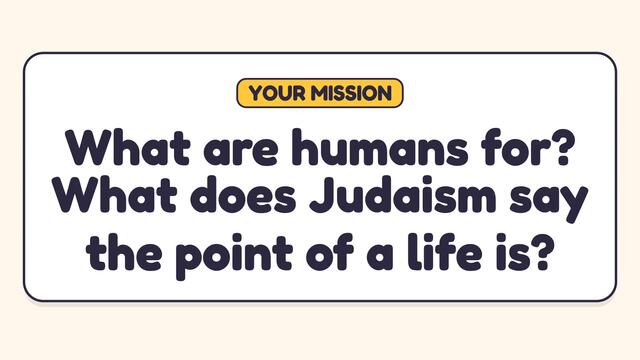 YOUR MISSION
What are humans for?
What does Judaism say
the point of a life is?